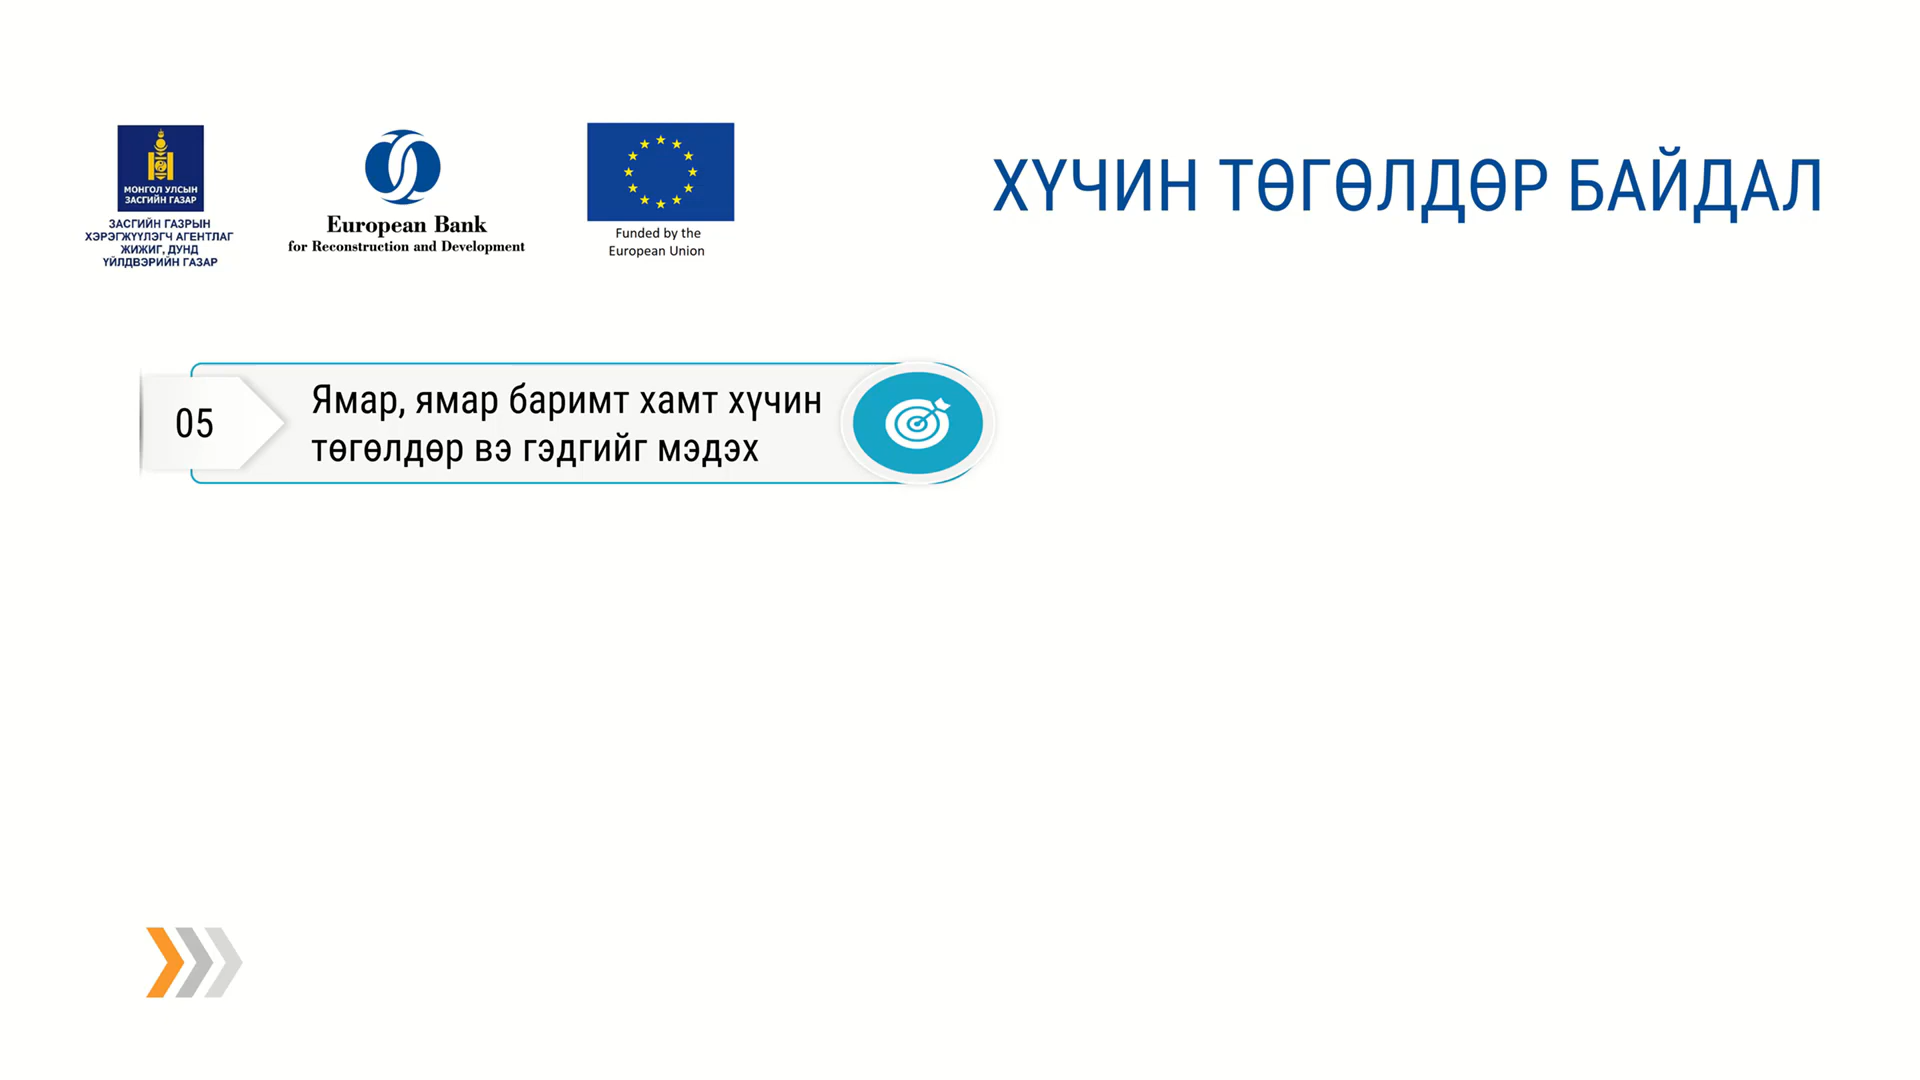 МОНГОЛ УЛСЫН
ЗАСГИЙН ГАЗАР
ЗАСГИЙН ГАЗРЫН
ХЭРЭГЖҮҮЛЭГЧ АГЕНТЛАГ
ЖИЖИГ, ДУНД
ҮЙЛДВЭРИЙН ГАЗАР
European Bank
for Reconstruction and Development
Funded by the
European Union
ХҮЧИН ТӨГӨЛДӨР БАЙДАЛ
05
Ямар, ямар баримт хамт хүчин
төгөлдөр вэ гэдгийг мэдэх